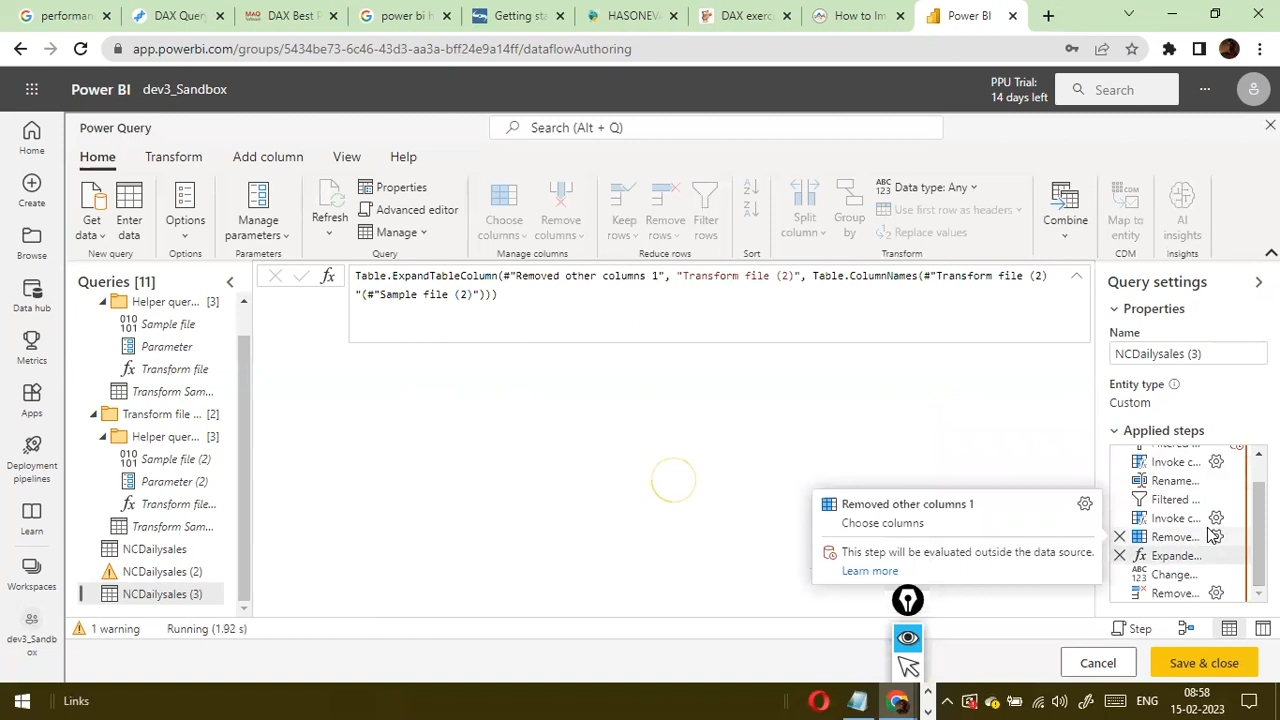 performan
DAX Query
MAQ DAX Best P
power bi h
Getting sta
HASONEVA
DAX exerc
How to Im
Power BI
app.powerbi.com/groups/5434be73-6c46-43d3-aa3a-bff24e9a14ff/dataflowAuthoring
Power BI dev3_Sandbox
PPU Trial:
14 days left
Search
Power Query
Search (Alt + Q)
Home Transform Add column View Help
Get data
Enter data
Options
Manage parameters
Refresh
Properties
Advanced editor
Manage
Choose columns
Remove columns
Keep rows
Remove rows
Filter rows
Split column
Group by
Data type: Any
Use first row as headers
Replace values
Combine
Map to entity
AI insights
New query
Options
Parameters
Query
Manage columns
Reduce rows
Sort
Transform
CDM
Insights
Home
Create
Browse
Data hub
Metrics
Apps
Deployment pipelines
Learn
Workspaces
dev3_Sandb
ox
Queries [11]
Helper quer... [3]
Sample file
Parameter
Transform file
Transform Sam...
Transform file ... [2]
Helper quer... [3]
Sample file (2)
Parameter (2)
Transform file...
Transform Sam...
NCDailysales
NCDailysales (2)
NCDailysales (3)
Table.ExpandTableColumn(#"Removed other columns 1", "Transform file (2)", Table.ColumnNames(#"Transform file (2)
"(#"Sample file (2)")))
Removed other columns 1
Choose columns
This step will be evaluated outside the data source.
Learn more
Query settings
Properties
Name
NCDailysales (3)
Entity type
Custom
Applied steps
Filtered ...
Invoke c...
Rename...
Filtered ...
Invoke c...
Remove...
Expande...
Change...
Remove...
1 warning Running (1.92 s)
Step
Cancel
Save & close
Links
ENG
08:58
15-02-2023